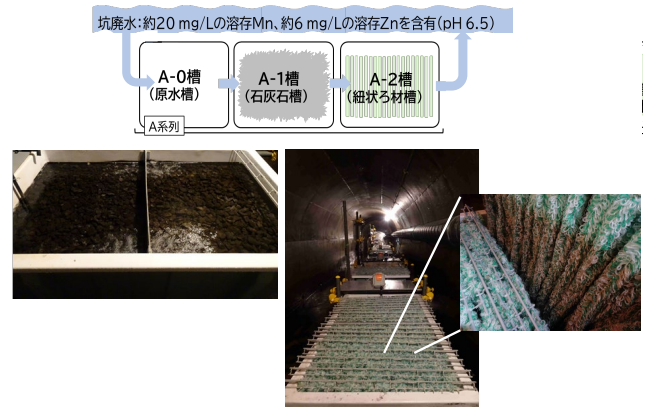 坑廃水:約20 mg/Lの溶存Mn、約6 mg/Lの溶存Znを含有(pH 6.5)
A-0槽
(原水槽)
A-1槽
(石灰石槽)
A-2槽
(紐状ろ材槽)
A系列